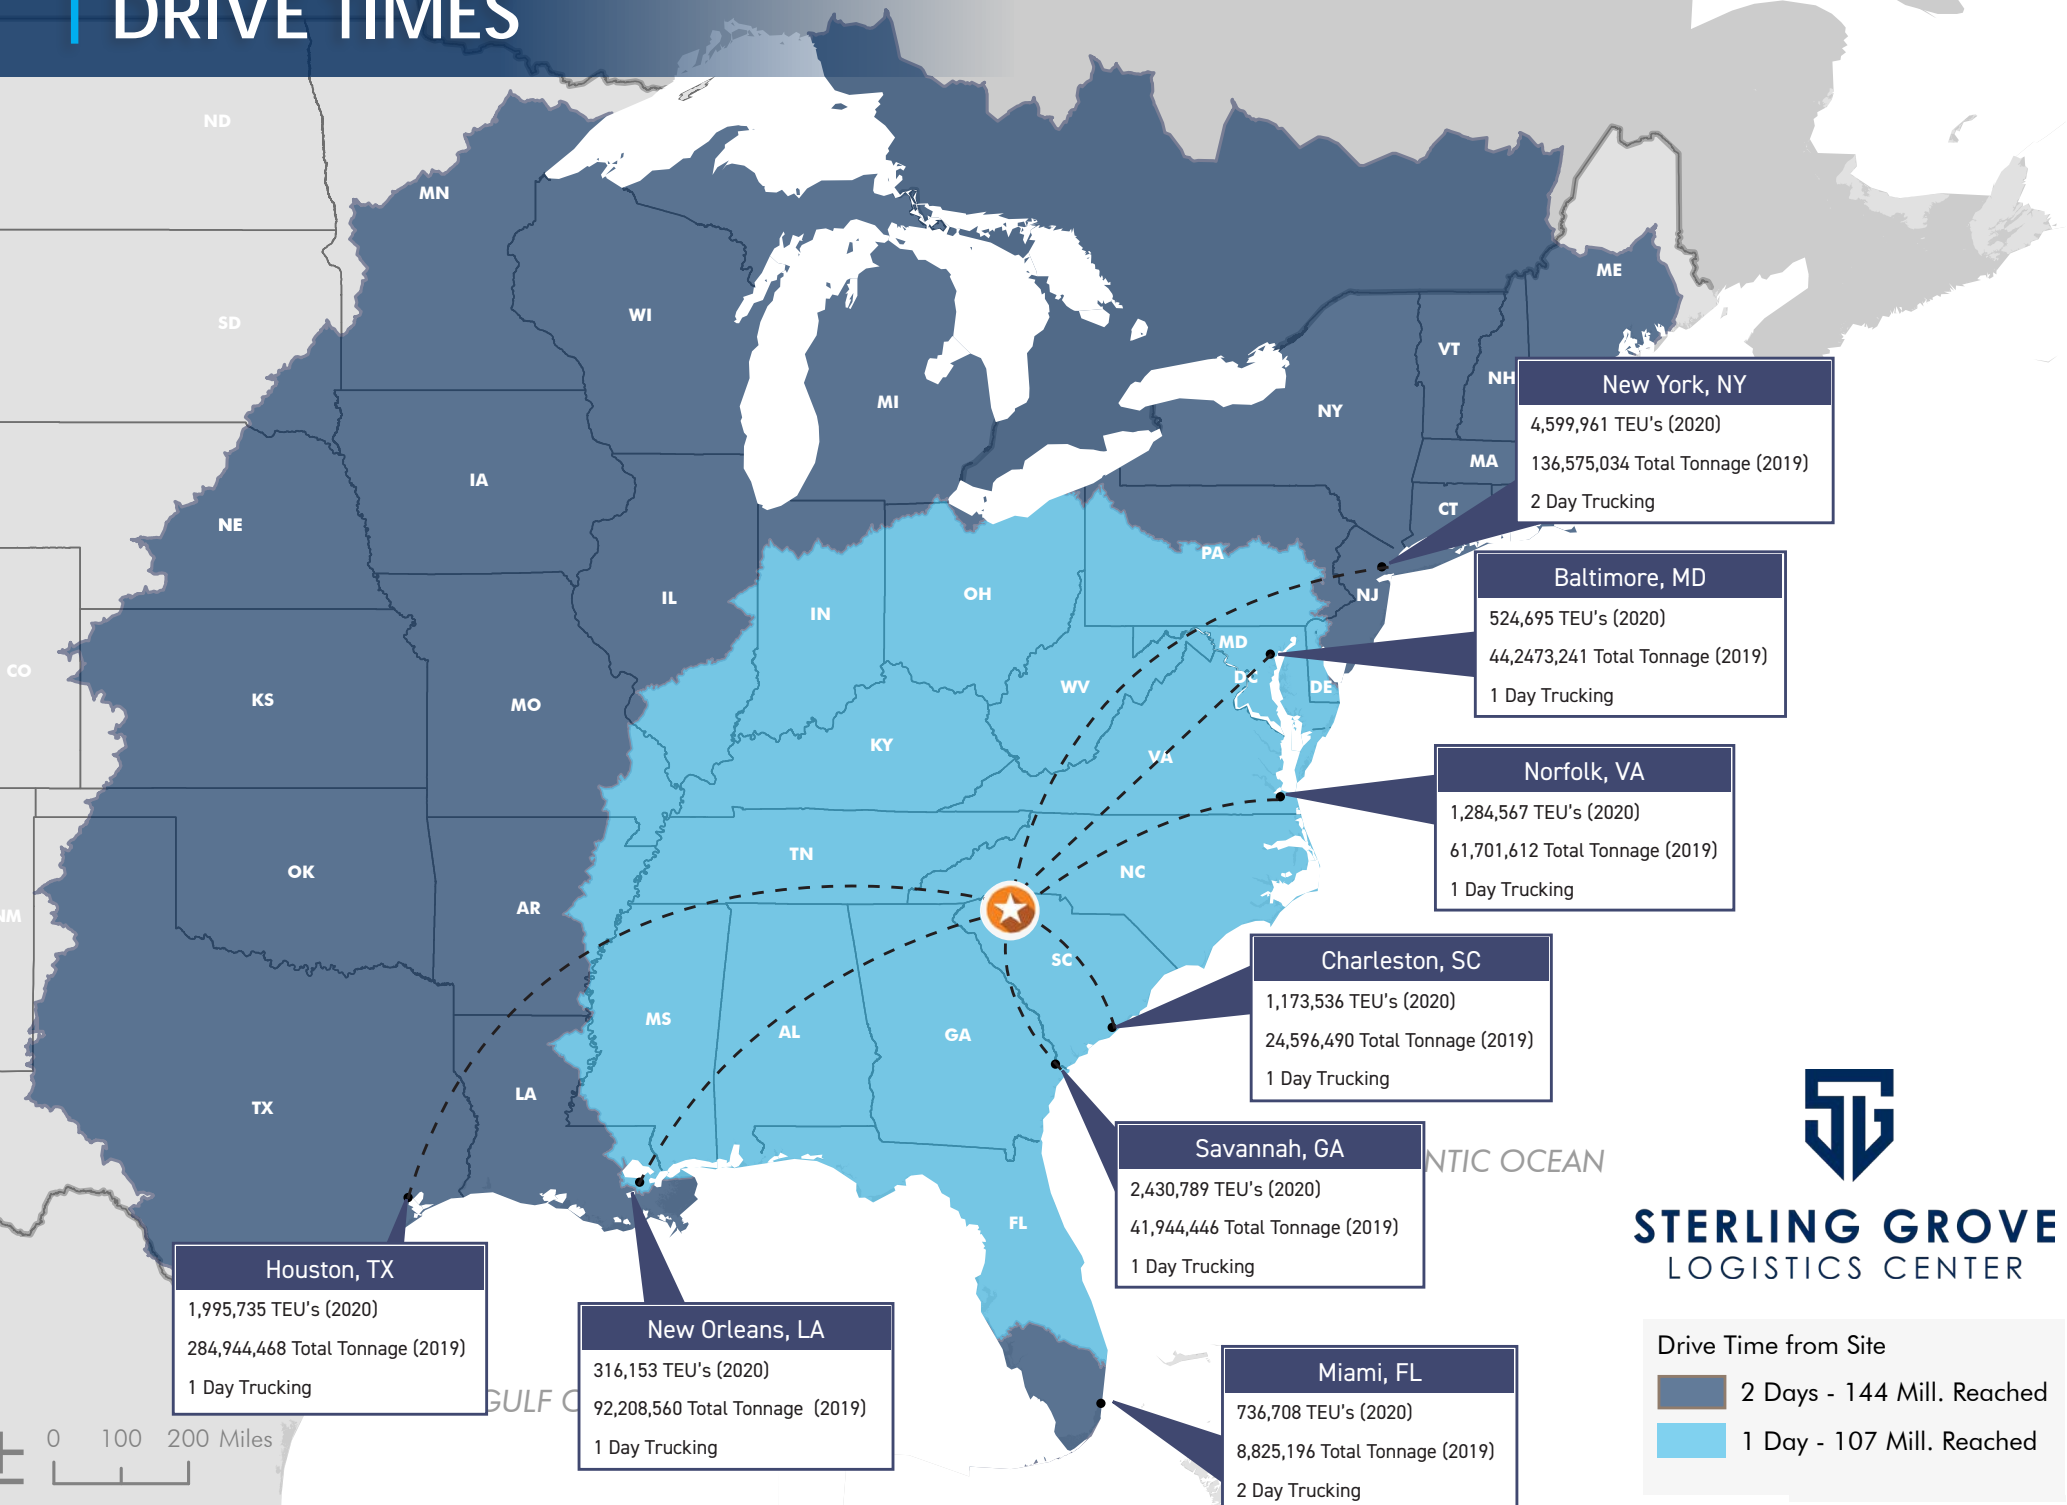 DRIVE TIMES
ND
MN
SD
WI
MI
ME
VT
NH
NY
MA
CT
IA
NE
IL
IN
OH
PA
NJ
MD
DC
DE
CO
KS
MO
WV
KY
VA
OK
TN
NC
AR
NM
SC
MS
AL
GA
LA
TX
FL
New York, NY
4,599,961 TEU's (2020)
136,575,034 Total Tonnage (2019)
2 Day Trucking
Baltimore, MD
524,695 TEU's (2020)
44,2473,241 Total Tonnage (2019)
1 Day Trucking
Norfolk, VA
1,284,567 TEU's (2020)
61,701,612 Total Tonnage (2019)
1 Day Trucking
Charleston, SC
1,173,536 TEU's (2020)
24,596,490 Total Tonnage (2019)
1 Day Trucking
Savannah, GA
2,430,789 TEU's (2020)
41,944,446 Total Tonnage (2019)
1 Day Trucking
NTIC OCEAN
Houston, TX
1,995,735 TEU's (2020)
284,944,468 Total Tonnage (2019)
1 Day Trucking
GULF O
New Orleans, LA
316,153 TEU's (2020)
92,208,560 Total Tonnage (2019)
1 Day Trucking
Miami, FL
736,708 TEU's (2020)
8,825,196 Total Tonnage (2019)
2 Day Trucking
STERLING GROVE
LOGISTICS CENTER
Drive Time from Site
2 Days - 144 Mill. Reached
1 Day - 107 Mill. Reached
0 100 200 Miles